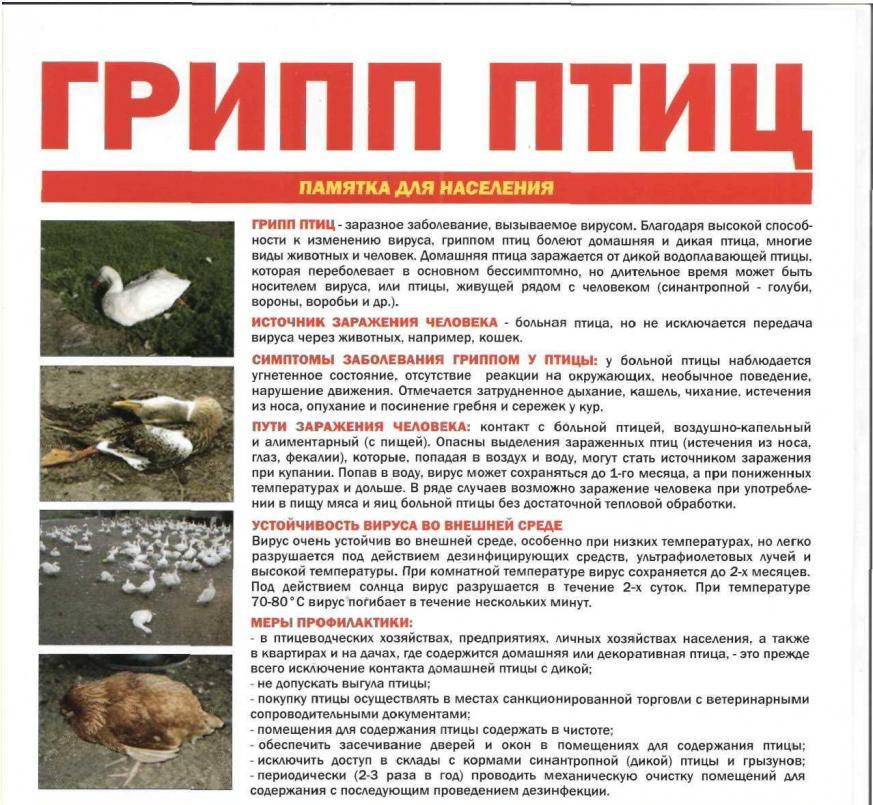 ГРИПП ПТИЦ
ПАМЯТКА ДЛЯ НАСЕЛЕНИЯ
ГРИПП ПТИЦ - заразное заболевание, вызываемое вирусом. Благодаря высокой способ-
ности к изменению вируса, гриппом птиц болеют домашняя и дикая птица, многие
виды животных и человек. Домашняя птица заражается от дикой водоплавающей птицы,
которая переболевает в основном бессимптомно, но длительное время может быть
носителем вируса, или птицы, живущей рядом с человеком (синантропной - голуби,
вороны, воробьи и др.).
ИСТОЧНИК ЗАРАЖЕНИЯ ЧЕЛОВЕКА - больная птица, но не исключается передача
вируса через животных, например, кошек.
СИМПТОМЫ ЗАБОЛЕВАНИЯ ГРИППОМ У ПТИЦЫ: у больной птицы наблюдается
угнетенное состояние, отсутствие реакции на окружающих, необычное поведение,
нарушение движения. Отмечается затрудненное дыхание, кашель, чихание, истечения
из носа, опухание и посинение гребня и сережек у кур.
ПУТИ ЗАРАЖЕНИЯ ЧЕЛОВЕКА: контакт с больной птицей, воздушно-капельный
и алиментарный (с пищей). Опасны выделения зараженных птиц (истечения из носа,
глаз, фекалии), которые, попадая в воздух и воду, могут стать источником заражения
при купании. Попав в воду, вирус может сохраняться до 1-го месяца, а при пониженных
температурах и дольше. В ряде случаев возможно заражение человека при употребле-
нии в пищу мяса и яиц больной птицы без достаточной тепловой обработки.
УСТОЙЧИВОСТЬ ВИРУСА ВО ВНЕШНЕЙ СРЕДЕ
Вирус очень устойчив во внешней среде, особенно при низких температурах, но легко
разрушается под действием дезинфицирующих средств, ультрафиолетовых лучей и
высокой температуры. При комнатной температуре вирус сохраняется до 2-х месяцев.
Под действием солнца вирус разрушается в течение 2-х суток. При температуре
70-80°С вирус погибает в течение нескольких минут.
МЕРЫ ПРОФИЛАКТИКИ:
- в птицеводческих хозяйствах, предприятиях, личных хозяйствах населения, а также
в квартирах и на дачах, где содержится домашняя или декоративная птица, - это прежде
всего исключение контакта домашней птицы с дикой;
- не допускать выгула птицы;
- покупку птицы осуществлять в местах санкционированной торговли с ветеринарными
сопроводительными документами;
- помещения для содержания птицы содержать в чистоте;
- обеспечить засечивание дверей и окон в помещениях для содержания птицы;
- исключить доступ в склады с кормами синантропной (дикой) птицы и грызунов;
- периодически (2-3 раза в год) проводить механическую очистку помещений для
содержания с последующим проведением дезинфекции.